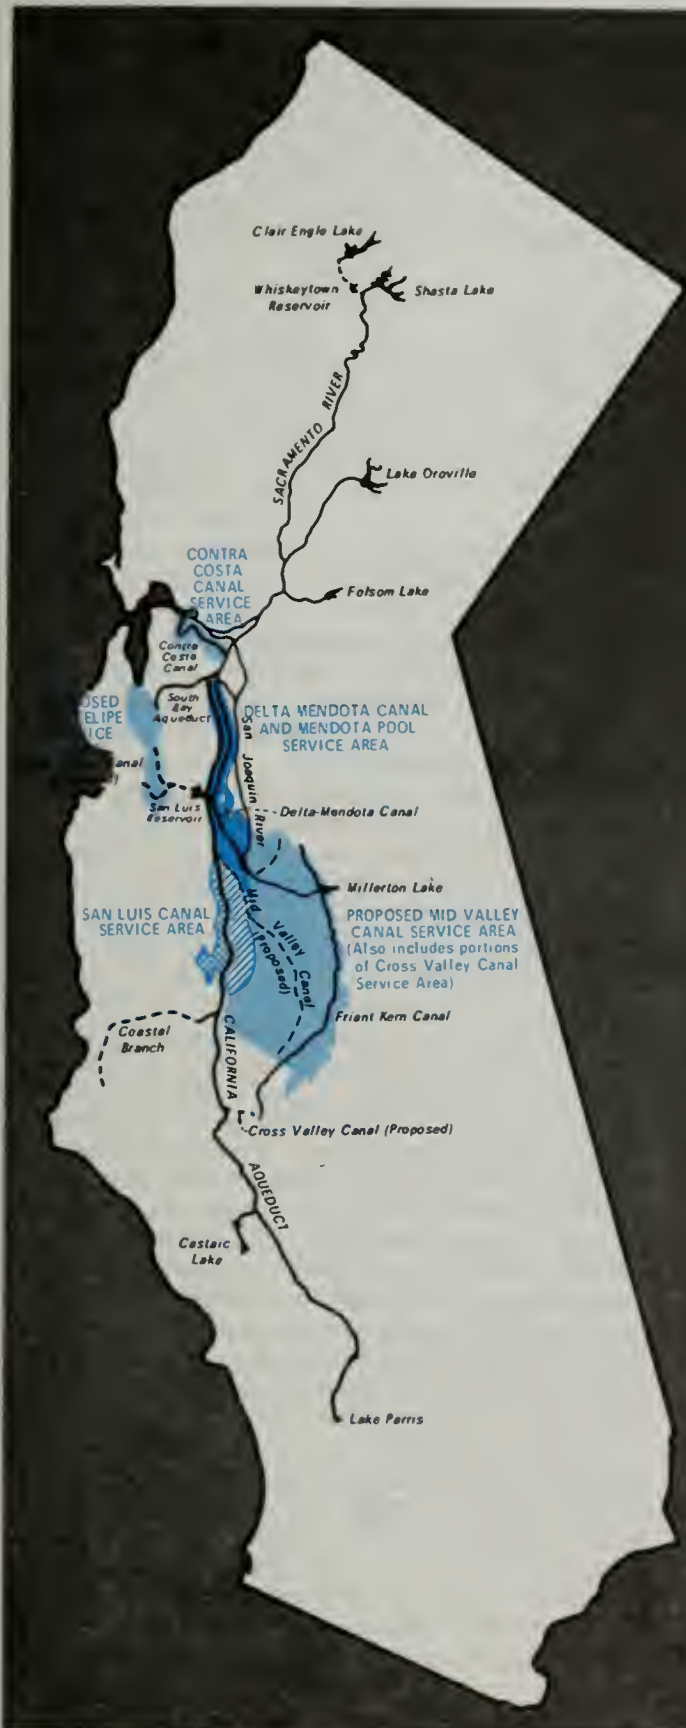 Clair Engle Lake
Whiskeytown
Reservoir
Shasta Lake
SACRAMENTO RIVER
Lake Oroville
CONTRA
COSTA
CANAL
SERVICE
AREA
Folsom Lake
Contra
Costa
Canal
OSED
ELIPE
ICE
South
Bay
Aqueduct
DELTA MENDOTA CANAL
AND MENDOTA POOL
SERVICE AREA
San Joaquin River
anal
San Luis
Reservoir
Delta-Mendota Canal
Millerton Lake
SAN LUIS CANAL
SERVICE AREA
Mid Valley Canal
(Proposed)
PROPOSED MID VALLEY
CANAL SERVICE AREA
(Also includes portions
of Cross Valley Canal
Service Area)
Friant Kern Canal
Coastal
Branch
CALIFORNIA
Cross Valley Canal (Proposed)
AQUEDUCT
Castaic
Lake
Lake Perris